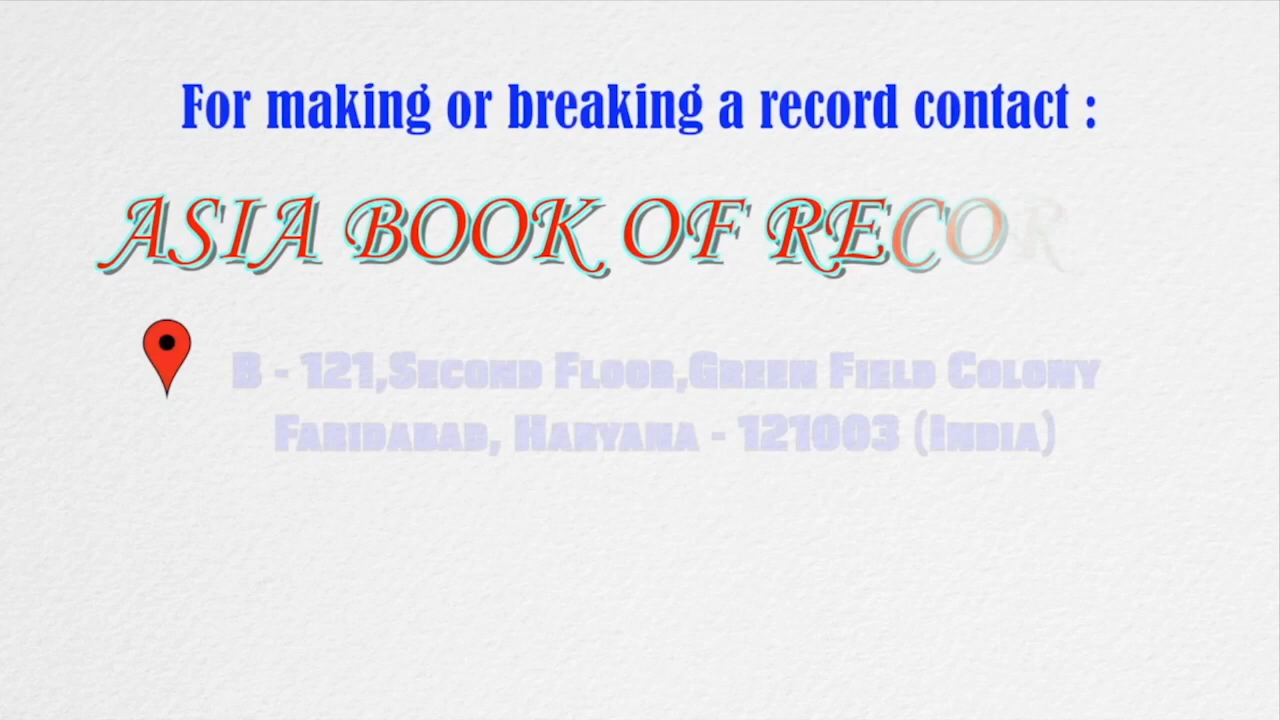 For making or breaking a record contact :
ASIA BOOK OF RECOR
B - 121,Second Floor,Green Field Colony
Faridabad, Haryana - 121003 (India)